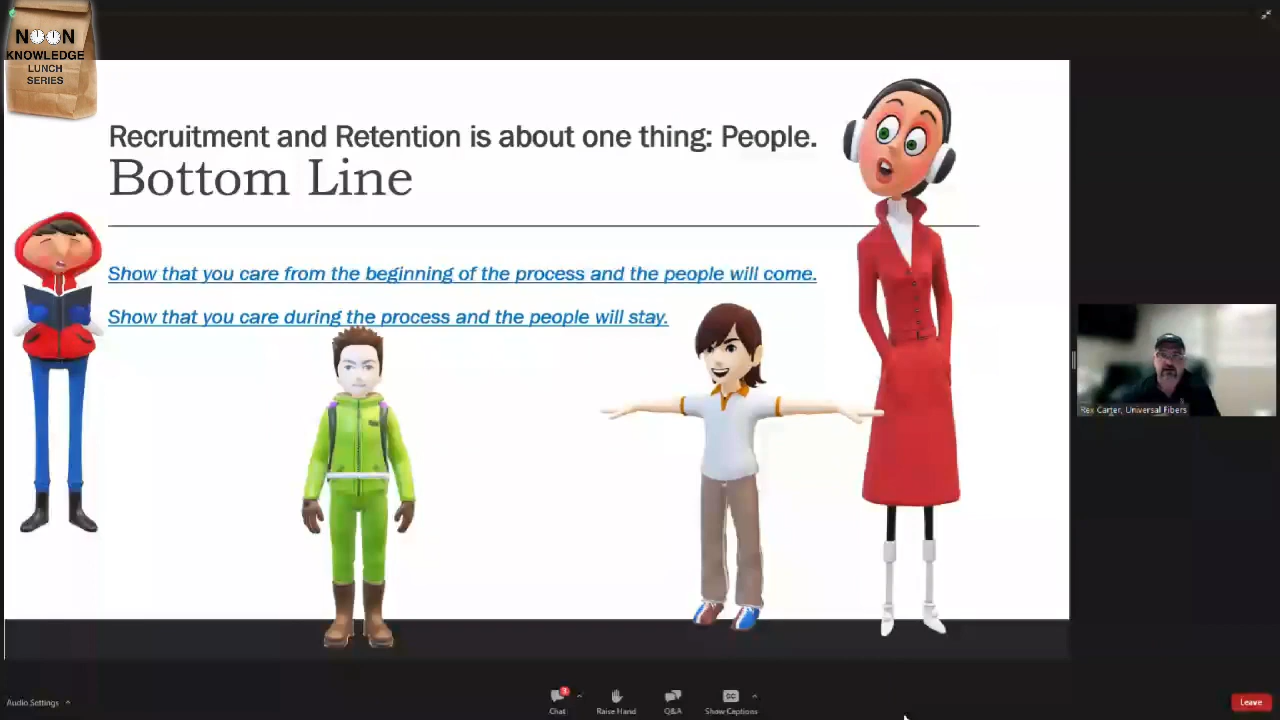 NOON
KNOWLEDGE
LUNCH
SERIES
Recruitment and Retention is about one thing: People.
Bottom Line
Show that you care from the beginning of the process and the people will come.
Show that you care during the process and the people will stay.
Rex Carter, Universal Fibers
Audio Settings
Chat
Raise Hand
Q&A
Show Captions
Leave